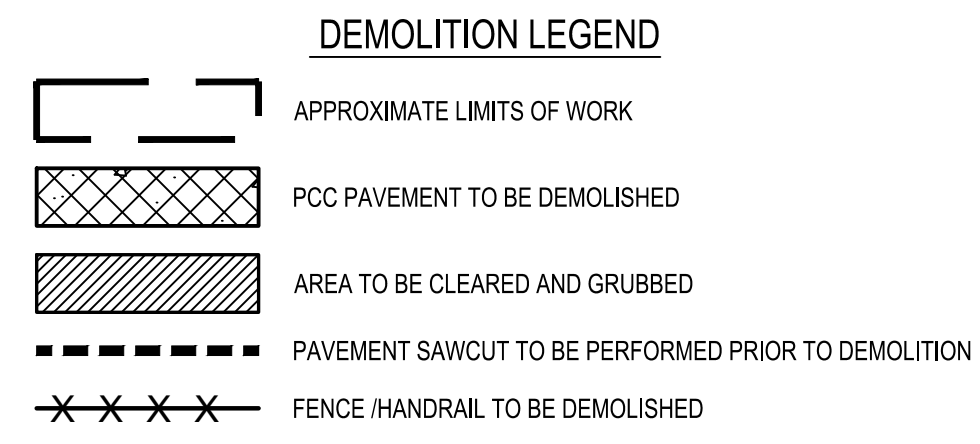 DEMOLITION LEGEND
APPROXIMATE LIMITS OF WORK
PCC PAVEMENT TO BE DEMOLISHED
AREA TO BE CLEARED AND GRUBBED
PAVEMENT SAWCUT TO BE PERFORMED PRIOR TO DEMOLITION
X X X X
FENCE /HANDRAIL TO BE DEMOLISHED